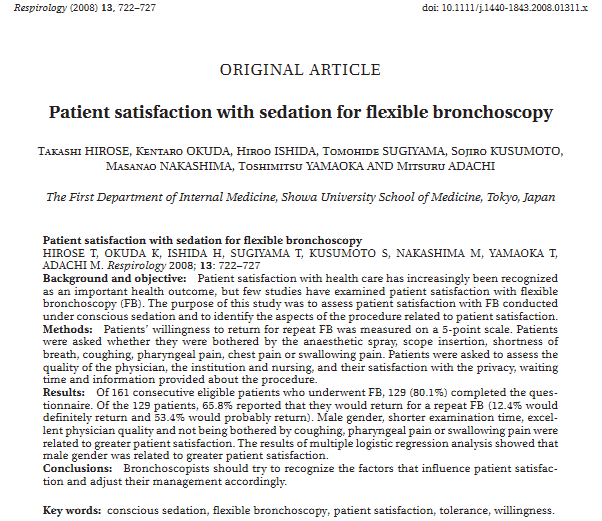 Respirology (2008) 13, 722–727 doi: 10.1111/j.1440-1843.2008.01311.x
ORIGINAL ARTICLE
Patient satisfaction with sedation for flexible bronchoscopy
Takashi HIROSE, Kentaro OKUDA, Hiroo ISHIDA, Tomohide SUGIYAMA, Sojiro KUSUMOTO,
Masanao NAKASHIMA, Toshimitsu YAMAOKA AND Mitsuru ADACHI
The First Department of Internal Medicine, Showa University School of Medicine, Tokyo, Japan
Patient satisfaction with sedation for flexible bronchoscopy
HIROSE T, OKUDA K, ISHIDA H, SUGIYAMA T, KUSUMOTO S, NAKASHIMA M, YAMAOKA T,
ADACHI M. Respirology 2008; 13: 722–727
Background and objective: Patient satisfaction with health care has increasingly been recognized
as an important health outcome, but few studies have examined patient satisfaction with flexible
bronchoscopy (FB). The purpose of this study was to assess patient satisfaction with FB conducted
under conscious sedation and to identify the aspects of the procedure related to patient satisfaction.
Methods: Patients' willingness to return for repeat FB was measured on a 5-point scale. Patients
were asked whether they were bothered by the anaesthetic spray, scope insertion, shortness of
breath, coughing, pharyngeal pain, chest pain or swallowing pain. Patients were asked to assess the
quality of the physician, the institution and nursing, and their satisfaction with the privacy, waiting
time and information provided about the procedure.
Results: Of 161 consecutive eligible patients who underwent FB, 129 (80.1%) completed the ques-
tionnaire. Of the 129 patients, 65.8% reported that they would return for a repeat FB (12.4% would
definitely return and 53.4% would probably return). Male gender, shorter examination time, excel-
lent physician quality and not being bothered by coughing, pharyngeal pain or swallowing pain were
related to greater patient satisfaction. The results of multiple logistic regression analysis showed that
male gender was related to greater patient satisfaction.
Conclusions: Bronchoscopists should try to recognize the factors that influence patient satisfac-
tion and adjust their management accordingly.
Key words: conscious sedation, flexible bronchoscopy, patient satisfaction, tolerance, willingness.